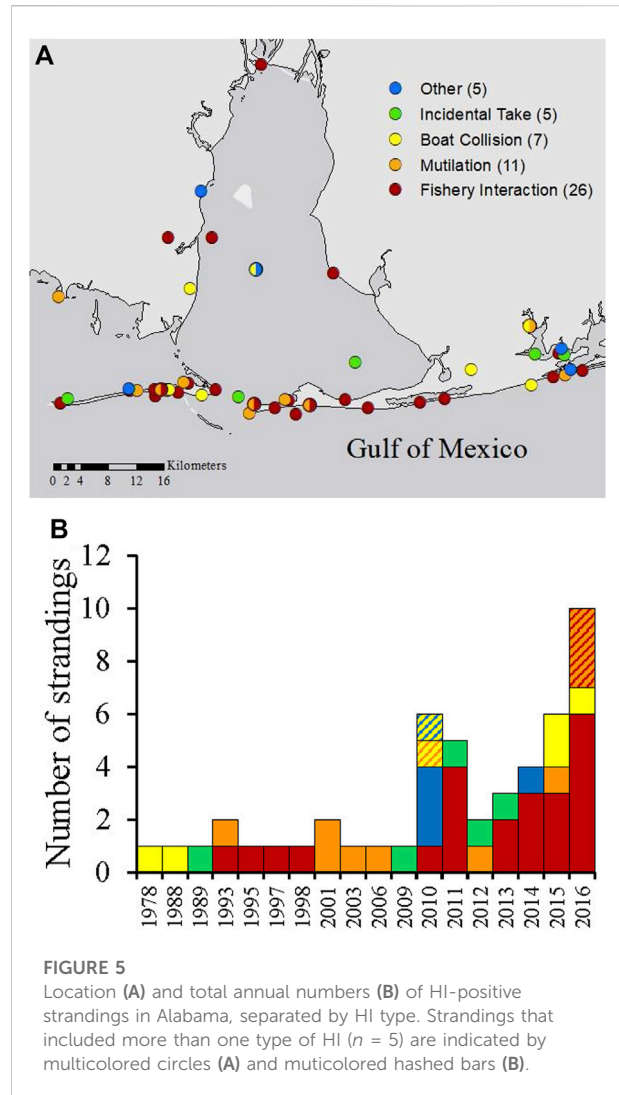 A
Other (5)
Incidental Take (5)
Boat Collision (7)
Mutilation (11)
Fishery Interaction (26)
Gulf of Mexico
Kilometers
0 2 4 8 12 16
B
Number of strandings
12
10
8
6
4
2
0
1978 1988 1989 1993 1995 1997 1998 2001 2003 2006 2009 2010 2011 2012 2013 2014 2015 2016
FIGURE 5
Location (A) and total annual numbers (B) of HI-positive
strandings in Alabama, separated by HI type. Strandings that
included more than one type of HI (n = 5) are indicated by
multicolored circles (A) and muticolored hashed bars (B).